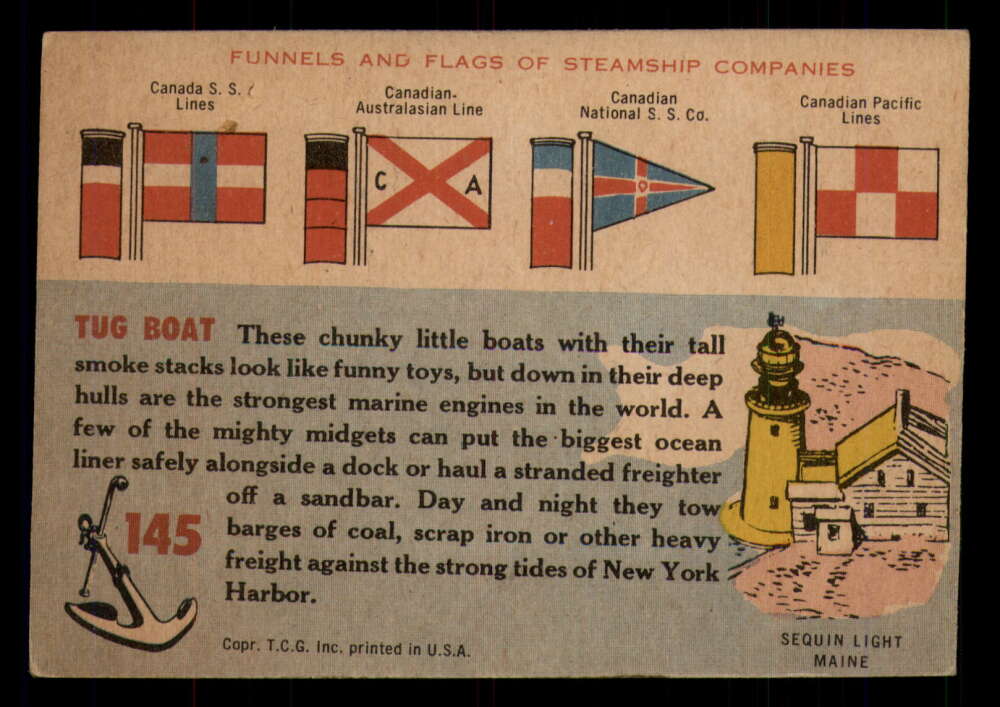 FUNNELS AND FLAGS OF STEAMSHIP COMPANIES
Canada S. S.
Lines
Canadian-
Australasian Line
Canadian
National S. S. Co.
Canadian Pacific
Lines
C A
TUG BOAT These chunky little boats with their tall
smoke stacks look like funny toys, but down in their deep
hulls are the strongest marine engines in the world. A
few of the mighty midgets can put the biggest ocean
liner safely alongside a dock or haul a stranded freighter
off a sandbar. Day and night they tow
barges of coal, scrap iron or other heavy
freight against the strong tides of New York
Harbor.
145
Copr. T.C.G. Inc. printed in U.S.A.
SEQUIN LIGHT
MAINE